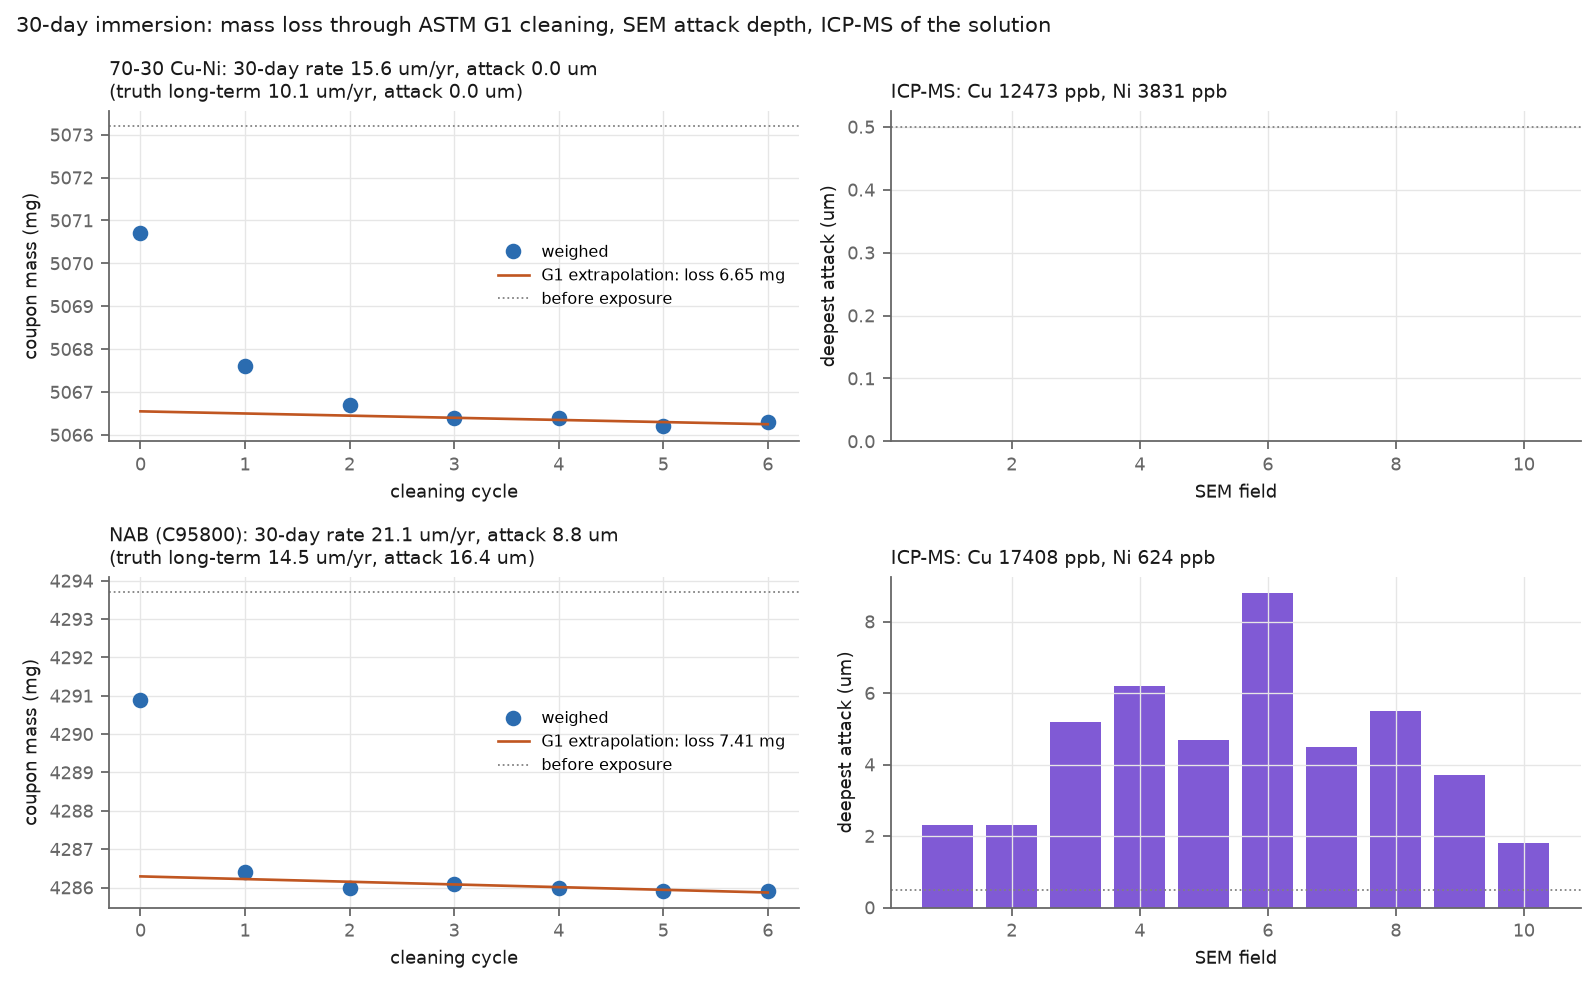 30-day immersion: mass loss through ASTM G1 cleaning, SEM attack depth, ICP-MS of the solution
70-30 Cu-Ni: 30-day rate 15.6 um/yr, attack 0.0 um
(truth long-term 10.1 um/yr, attack 0.0 um)
coupon mass (mg)
5073
5072
5071
5070
5069
5068
5067
5066
weighed
G1 extrapolation: loss 6.65 mg
before exposure
0 1 2 3 4 5 6
cleaning cycle
ICP-MS: Cu 12473 ppb, Ni 3831 ppb
deepest attack (um)
0.5
0.4
0.3
0.2
0.1
0.0
2 4 6 8 10
SEM field
NAB (C95800): 30-day rate 21.1 um/yr, attack 8.8 um
(truth long-term 14.5 um/yr, attack 16.4 um)
coupon mass (mg)
4294
4293
4292
4291
4290
4289
4288
4287
4286
weighed
G1 extrapolation: loss 7.41 mg
before exposure
0 1 2 3 4 5 6
cleaning cycle
ICP-MS: Cu 17408 ppb, Ni 624 ppb
deepest attack (um)
8
6
4
2
0
2 4 6 8 10
SEM field